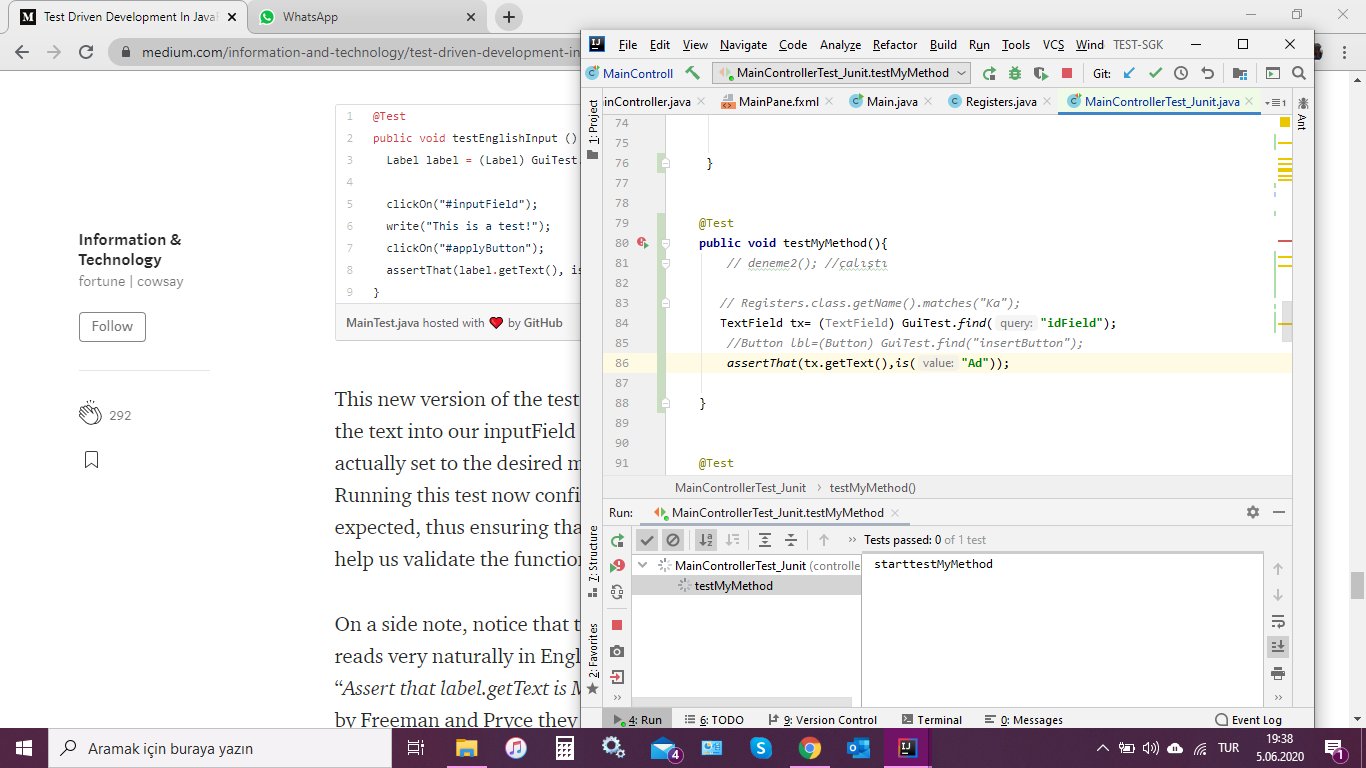 Test Driven Development In JavaF
WhatsApp
medium.com/information-and-technology/test-driven-development-in
Information &
Technology
fortune | cowsay
Follow
292
1 @Test
2 public void testEnglishInput ()
3 Label label = (Label) GuiTest.
4
5 clickOn("#inputField");
6 write("This is a test!");
7 clickOn("#applyButton");
8 assertThat(label.getText(), is
9 }
MainTest.java hosted with ❤ by GitHub
This new version of the test
the text into our inputField
actually set to the desired m
Running this test now confi
expected, thus ensuring tha
help us validate the function
On a side note, notice that t
reads very naturally in Engl
“Assert that label.getText is M
by Freeman and Pryce they
File Edit View Navigate Code Analyze Refactor Build Run Tools VCS Wind TEST-SGK
MainControll MainControllerTest_Junit.testMyMethod Git:
inController.java MainPane.fxml Main.java Registers.java MainControllerTest_Junit.java 1
1: Project
Ant
74
75
76 }
77
78
79 @Test
80 public void testMyMethod(){
81 // deneme2(); //çalıştı
82
83 // Registers.class.getName().matches("Ka");
84 TextField tx= (TextField) GuiTest.find( query: "idField");
85 //Button lbl=(Button) GuiTest.find("insertButton");
86 assertThat(tx.getText(),is( value: "Ad"));
87
88 }
89
90
91 @Test
MainControllerTest_Junit › testMyMethod()
Run: MainControllerTest_Junit.testMyMethod
Tests passed: 0 of 1 test
MainControllerTest_Junit (controlle
testMyMethod
starttestMyMethod
7: Structure
2: Favorites
4: Run 6: TODO 9: Version Control Terminal 0: Messages Event Log
Aramak için buraya yazın
4
TUR
19:38
5.06.2020
1